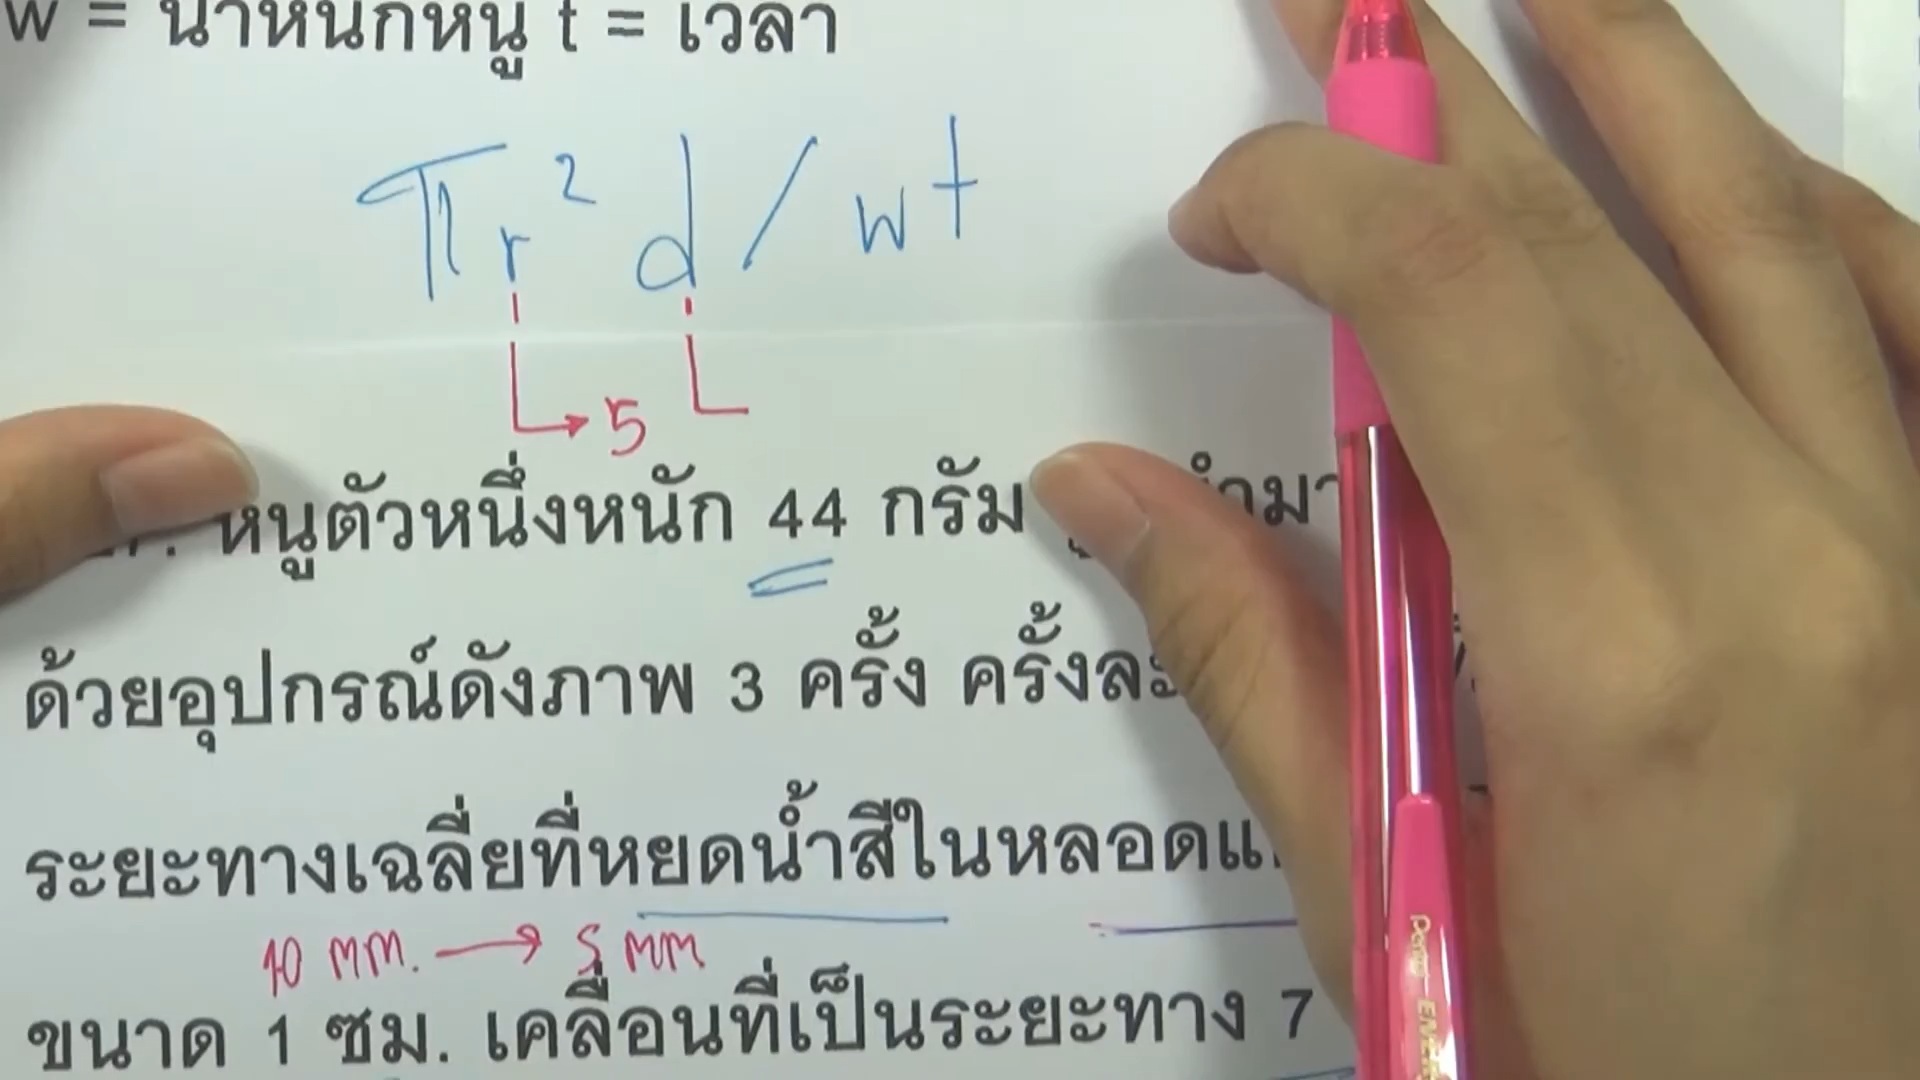 w = น้ำหนักหนู t = เวลา
πr²d/wt
5
หนูตัวหนึ่งหนัก 44 กรัม
ด้วยอุปกรณ์ดังภาพ 3 ครั้ง ครั้งละ
ระยะทางเฉลี่ยที่หยดน้ำสีในหลอด
10 mm. → 5 mm
ขนาด 1 ซม. เคลื่อนที่เป็นระยะทาง 7